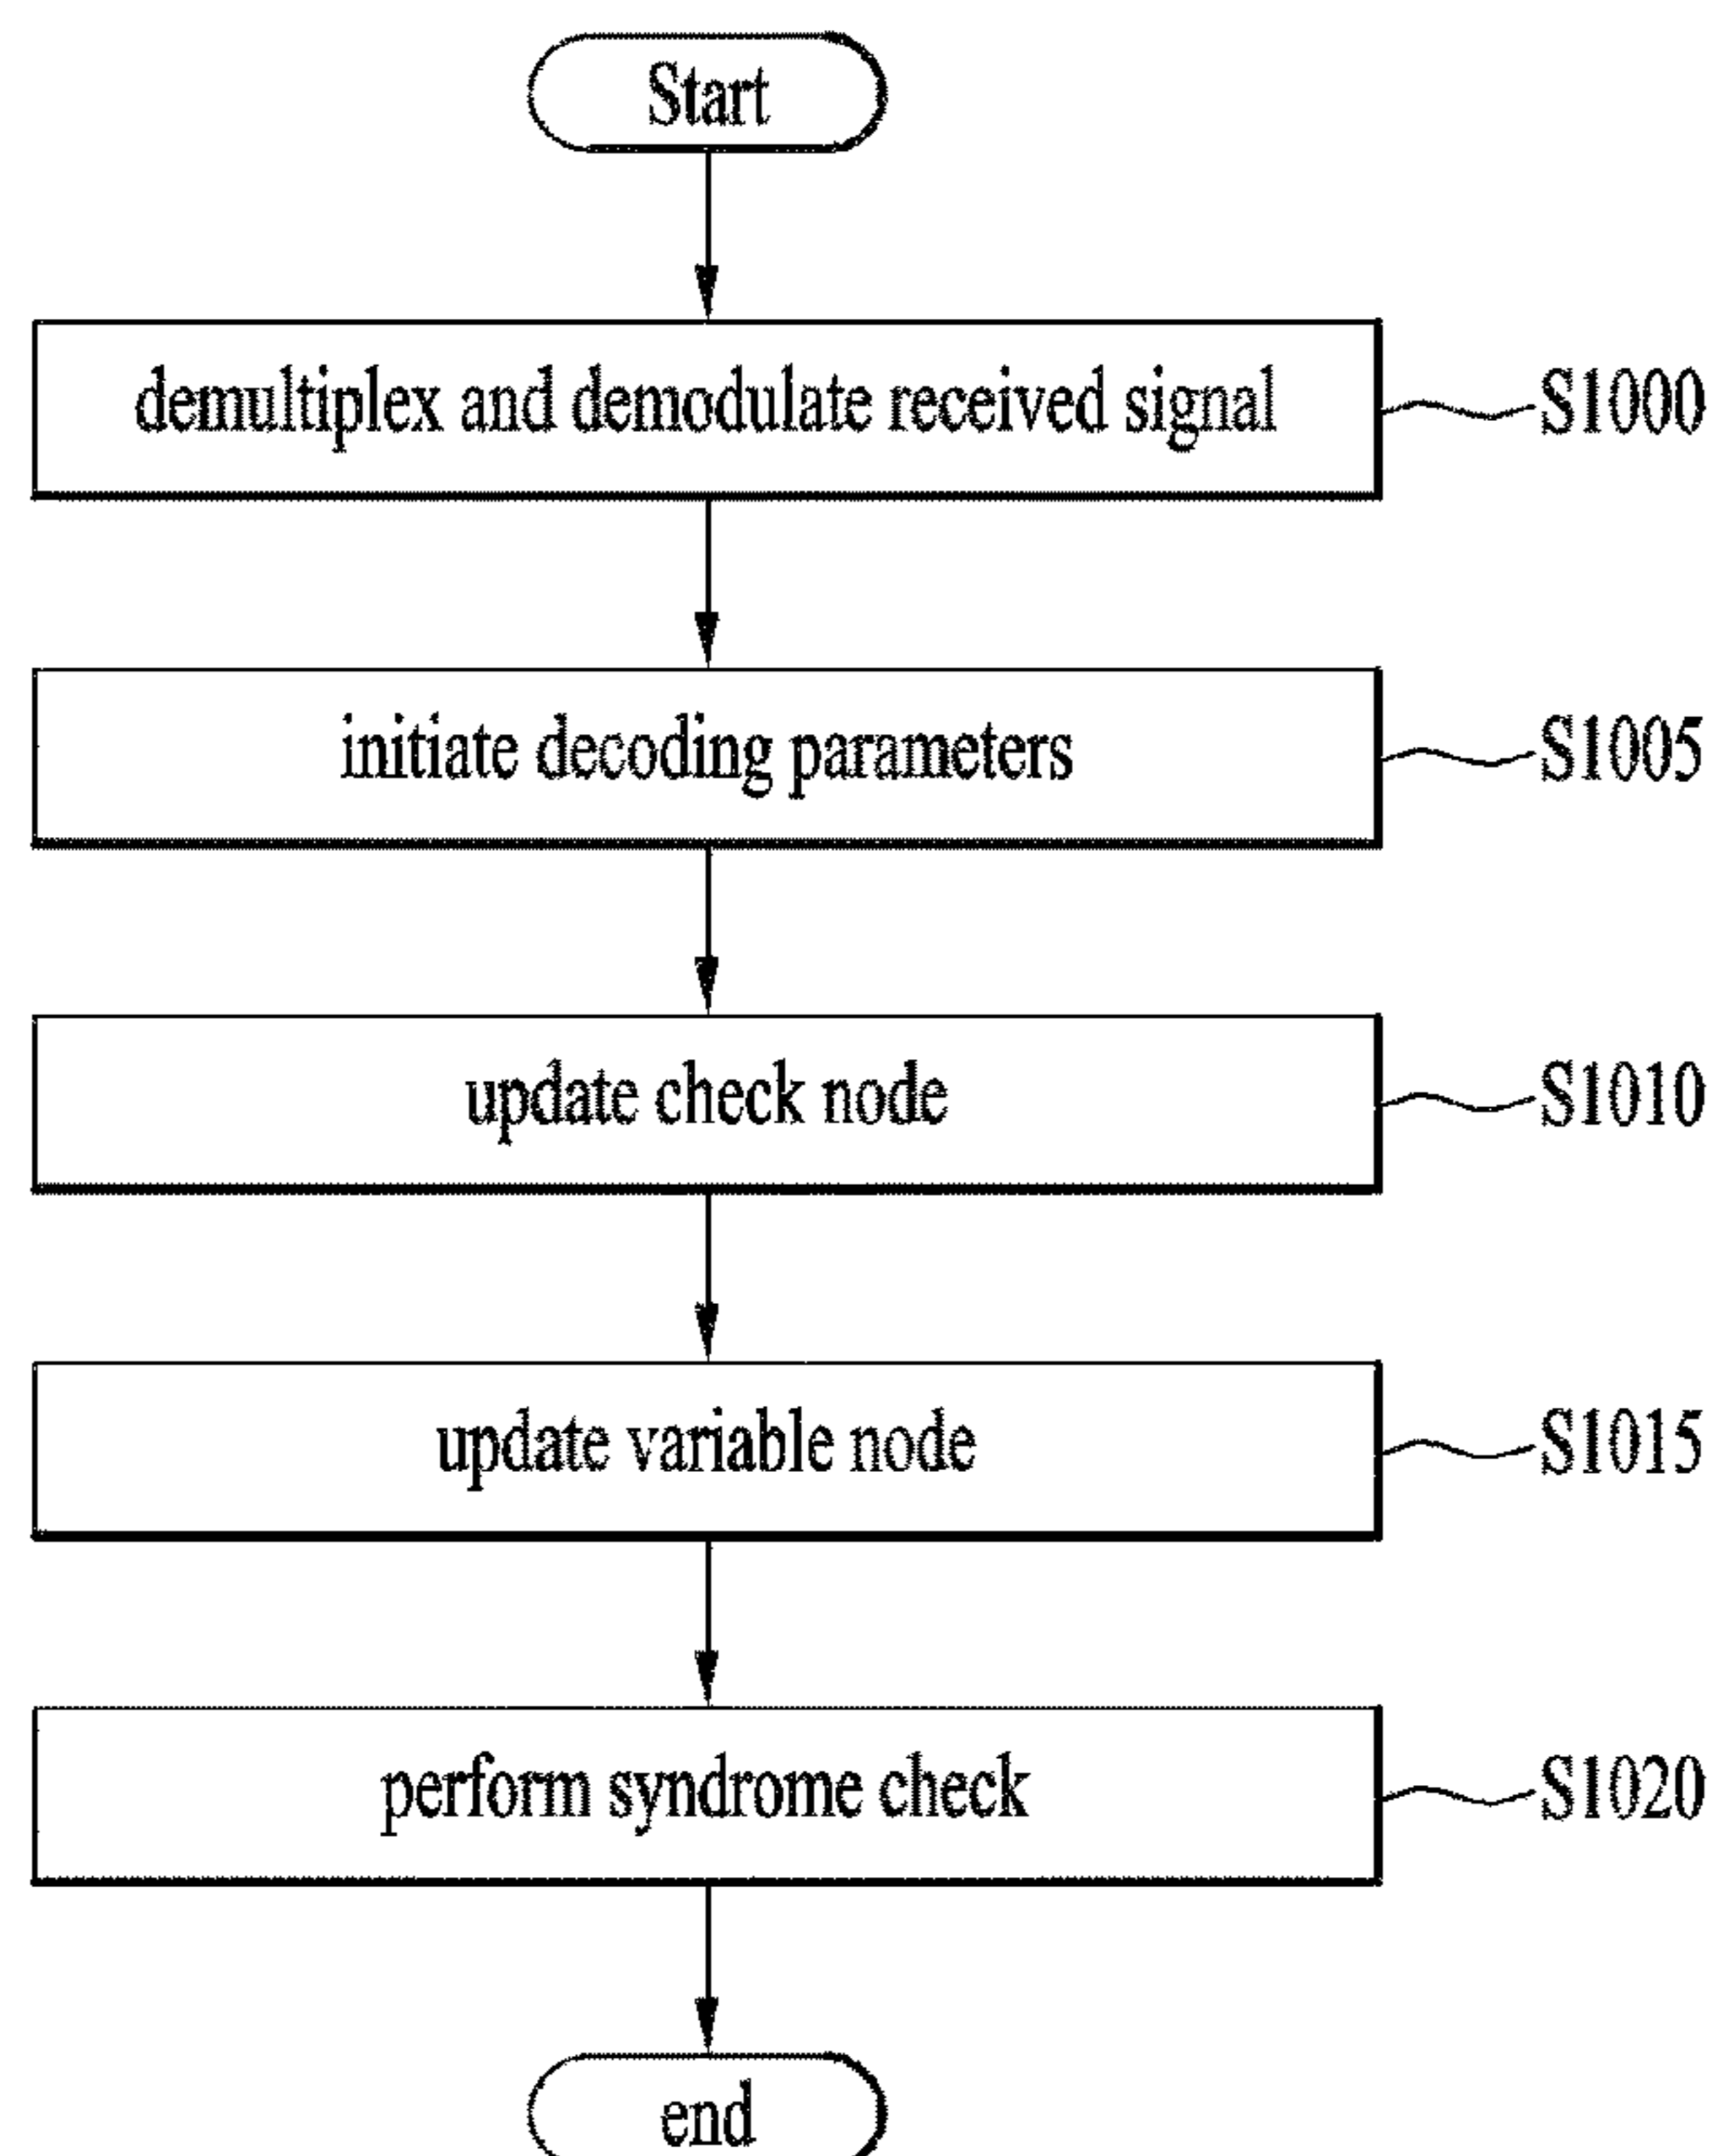 Start
demultiplex and demodulate received signal
S1000
initiate decoding parameters
S1005
update check node
S1010
update variable node
S1015
perform syndrome check
S1020
end